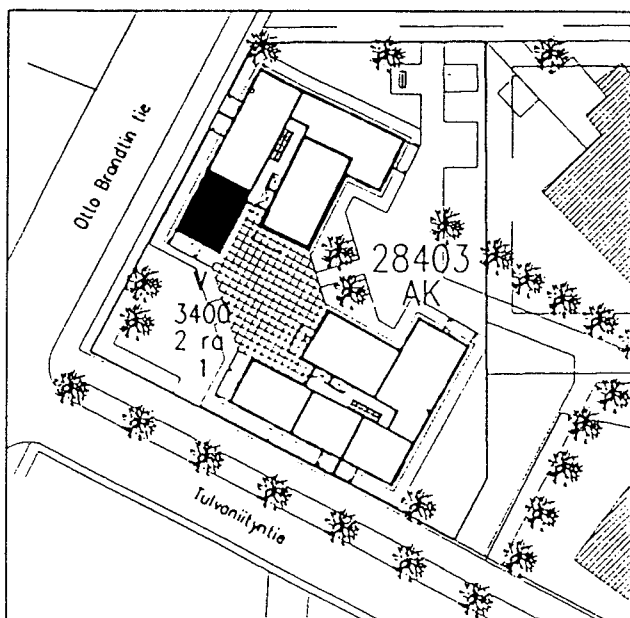 Otto Brandtin tie
28403
AK
V
3400
2 ra
1
Tulvaniityntie